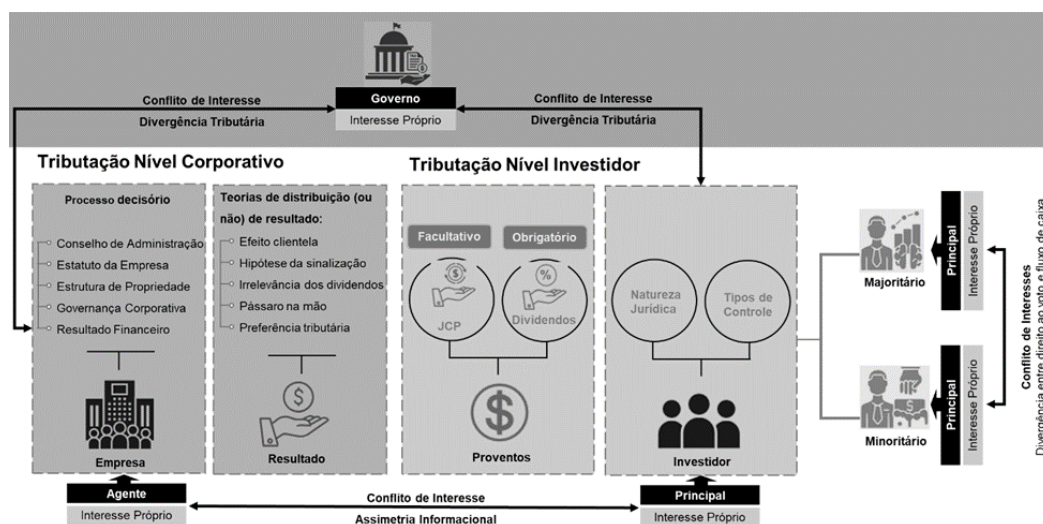 Conflito de Interesse
Divergência Tributária
Governo
Interesse Próprio
Conflito de Interesse
Divergência Tributária
Tributação Nível Corporativo
Tributação Nível Investidor
Processo decisório
Conselho de Administração
Estatuto da Empresa
Estrutura de Propriedade
Governança Corporativa
Resultado Financeiro
Empresa
Teorias de distribuição (ou
não) de resultado:
Efeito clientela
Hipótese da sinalização
Irrelevância dos dividendos
Pássaro na mão
Preferência tributária
$
Resultado
Facultativo
Obrigatório
$
JCP
%
Dividendos
$
Proventos
Natureza
Jurídica
Tipos de
Controle
Investidor
Majoritário
Principal
Interesse Próprio
Minoritário
Principal
Interesse Próprio
Conflito de Interesses
Divergência entre direito ao voto e fluxo de caixa
Agente
Interesse Próprio
Conflito de Interesse
Assimetria Informacional
Principal
Interesse Próprio